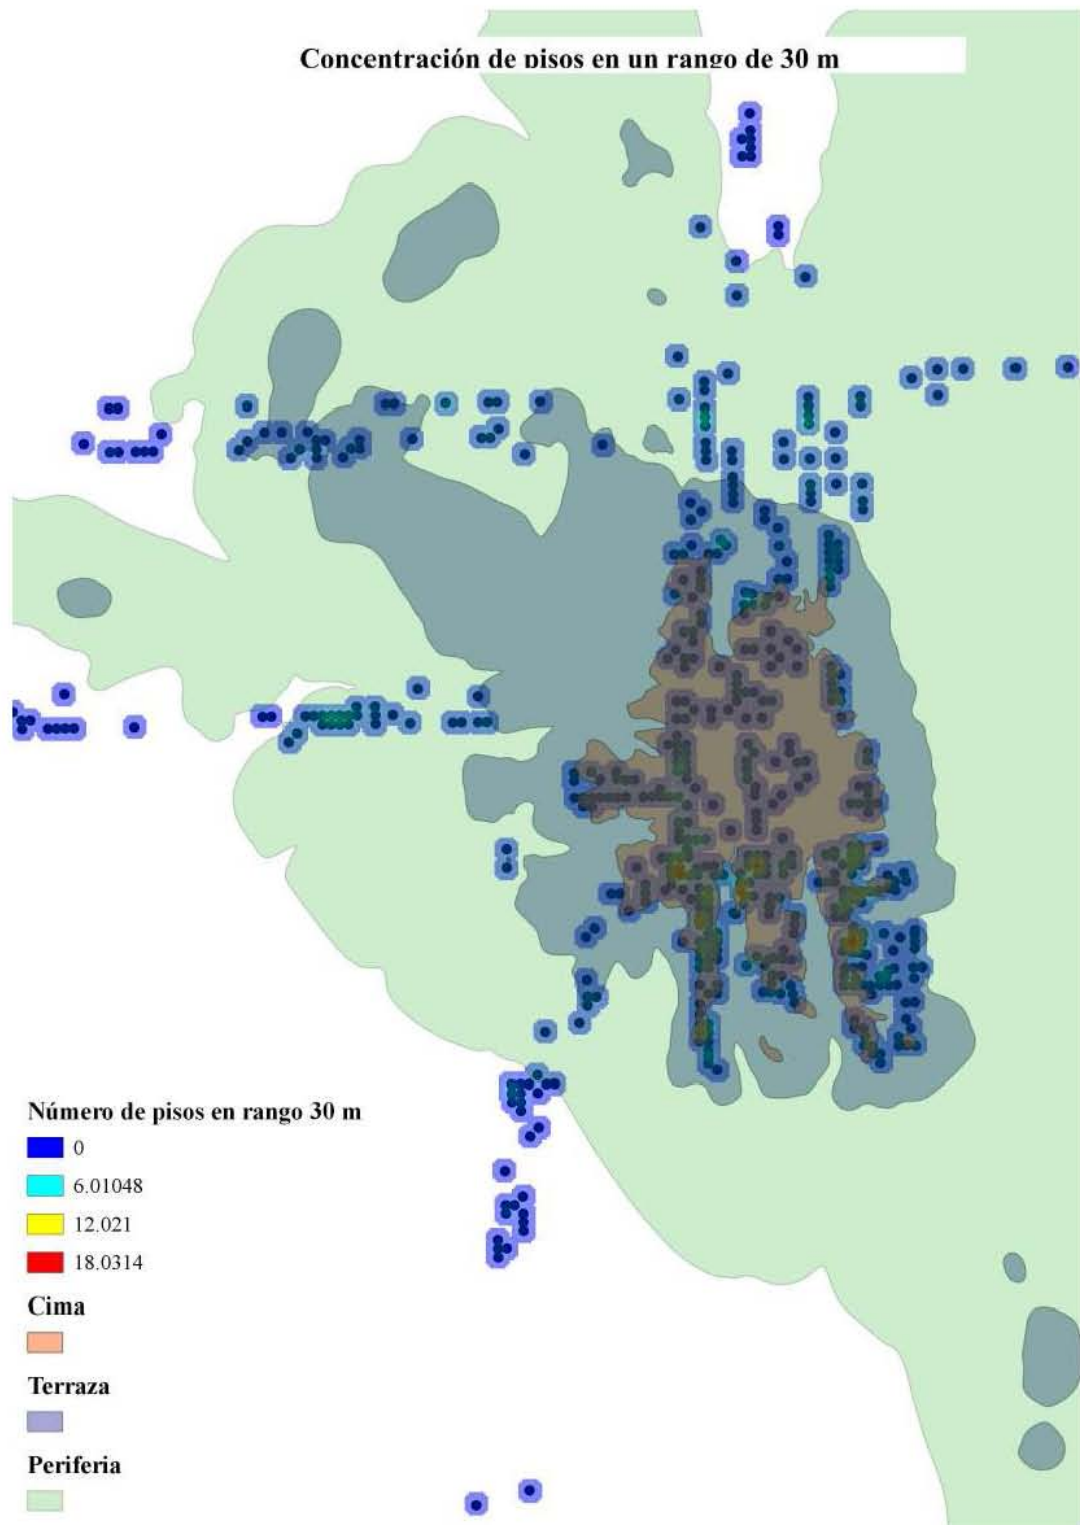 Concentración de pisos en un rango de 30 m
Número de pisos en rango 30 m
0
6.01048
12.021
18.0314
Cima
Terraza
Periferia